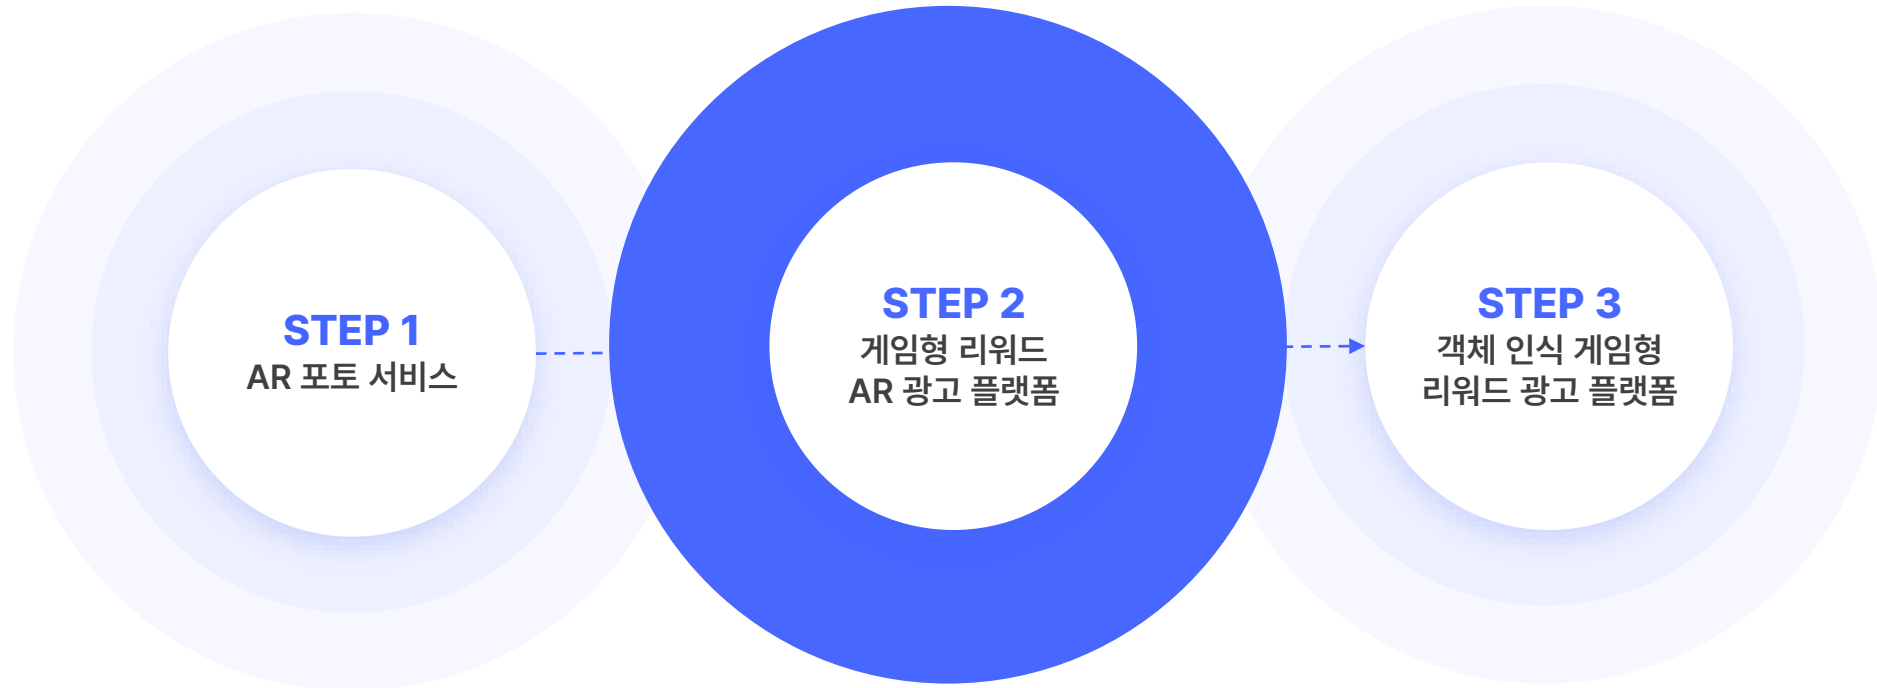 STEP 1
AR 포토 서비스
STEP 2
게임형 리워드
AR 광고 플랫폼
STEP 3
객체 인식 게임형
리워드 광고 플랫폼